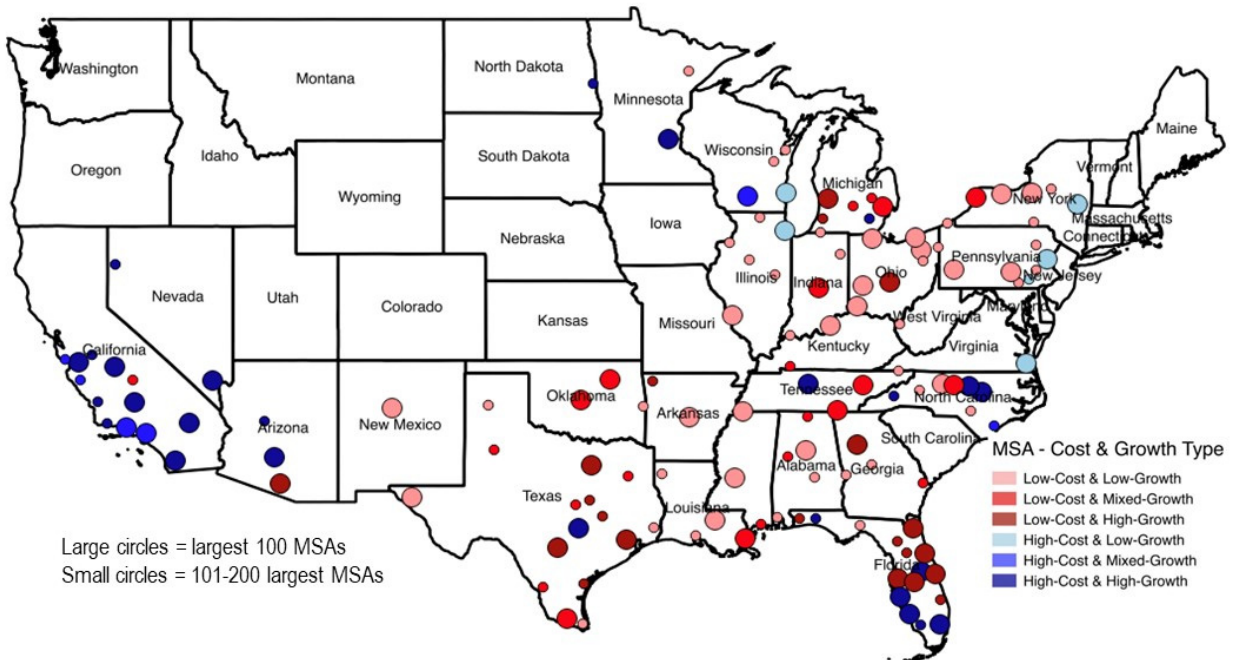 Washington
Montana
North Dakota
Minnesota
Maine
Oregon
Idaho
South Dakota
Wisconsin
Vermont
Wyoming
Michigan
New York
Massachusetts
Iowa
Connecticut
Nebraska
Pennsylvania
Nevada
Utah
Colorado
Illinois
Indiana
Ohio
New Jersey
Kansas
Missouri
West Virginia
Maryland
California
Kentucky
Virginia
Arizona
New Mexico
Oklahoma
Arkansas
Tennessee
North Carolina
South Carolina
Texas
Louisiana
Alabama
Georgia
Florida
MSA - Cost & Growth Type
Low-Cost & Low-Growth
Low-Cost & Mixed-Growth
Low-Cost & High-Growth
High-Cost & Low-Growth
High-Cost & Mixed-Growth
High-Cost & High-Growth
Large circles = largest 100 MSAs
Small circles = 101-200 largest MSAs